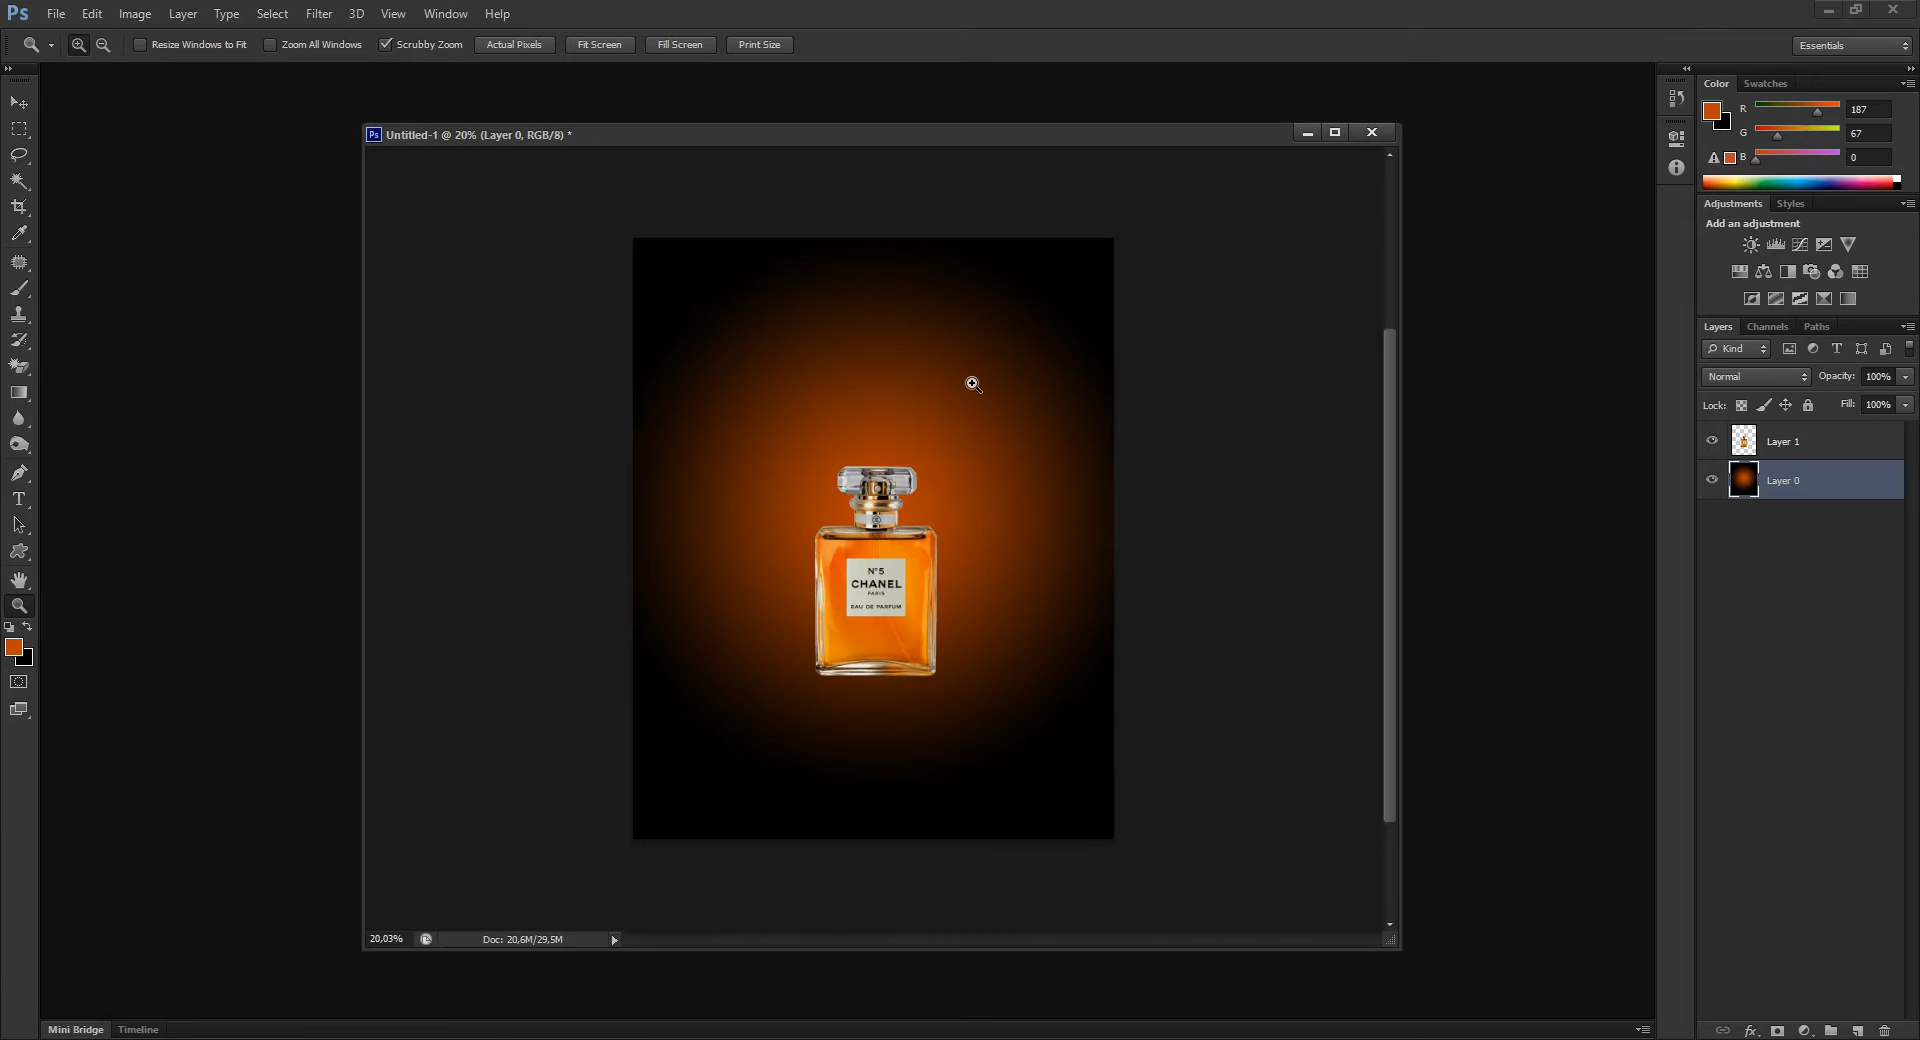 Ps File Edit Image Layer Type Select Filter 3D View Window Help
Resize Windows to Fit Zoom All Windows Scrubby Zoom Actual Pixels Fit Screen Fill Screen Print Size Essentials
Color Swatches
R 187
G 67
B 0
Adjustments Styles
Add an adjustment
Layers Channels Paths
Kind
Normal Opacity: 100%
Lock: Fill: 100%
Layer 1
Layer 0
Ps Untitled-1 @ 20% (Layer 0, RGB/8) *
N°5
CHANEL
PARIS
EAU DE PARFUM
20,03% Doc: 20,6M/29,5M
Mini Bridge Timeline